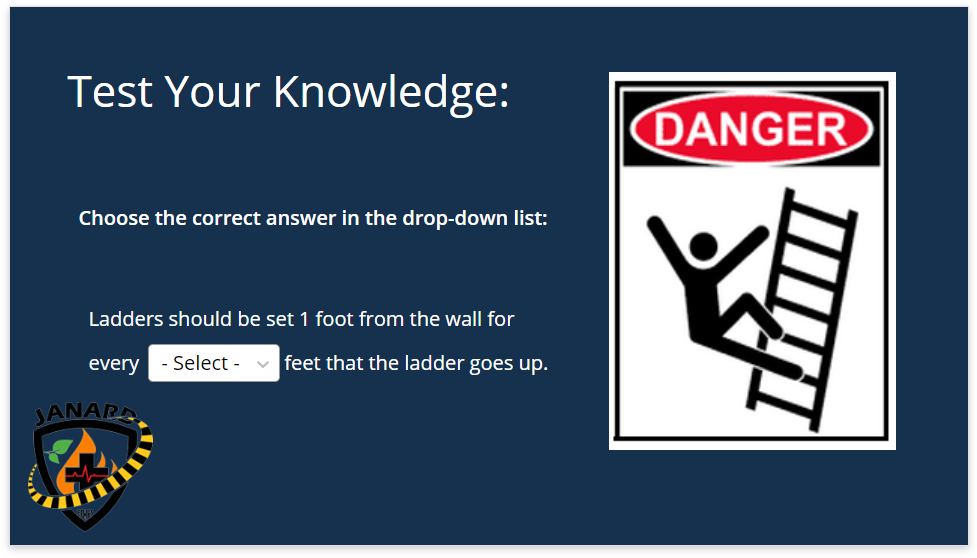 Test Your Knowledge:
DANGER
Choose the correct answer in the drop-down list:
Ladders should be set 1 foot from the wall for
every - Select - feet that the ladder goes up.
JANARD